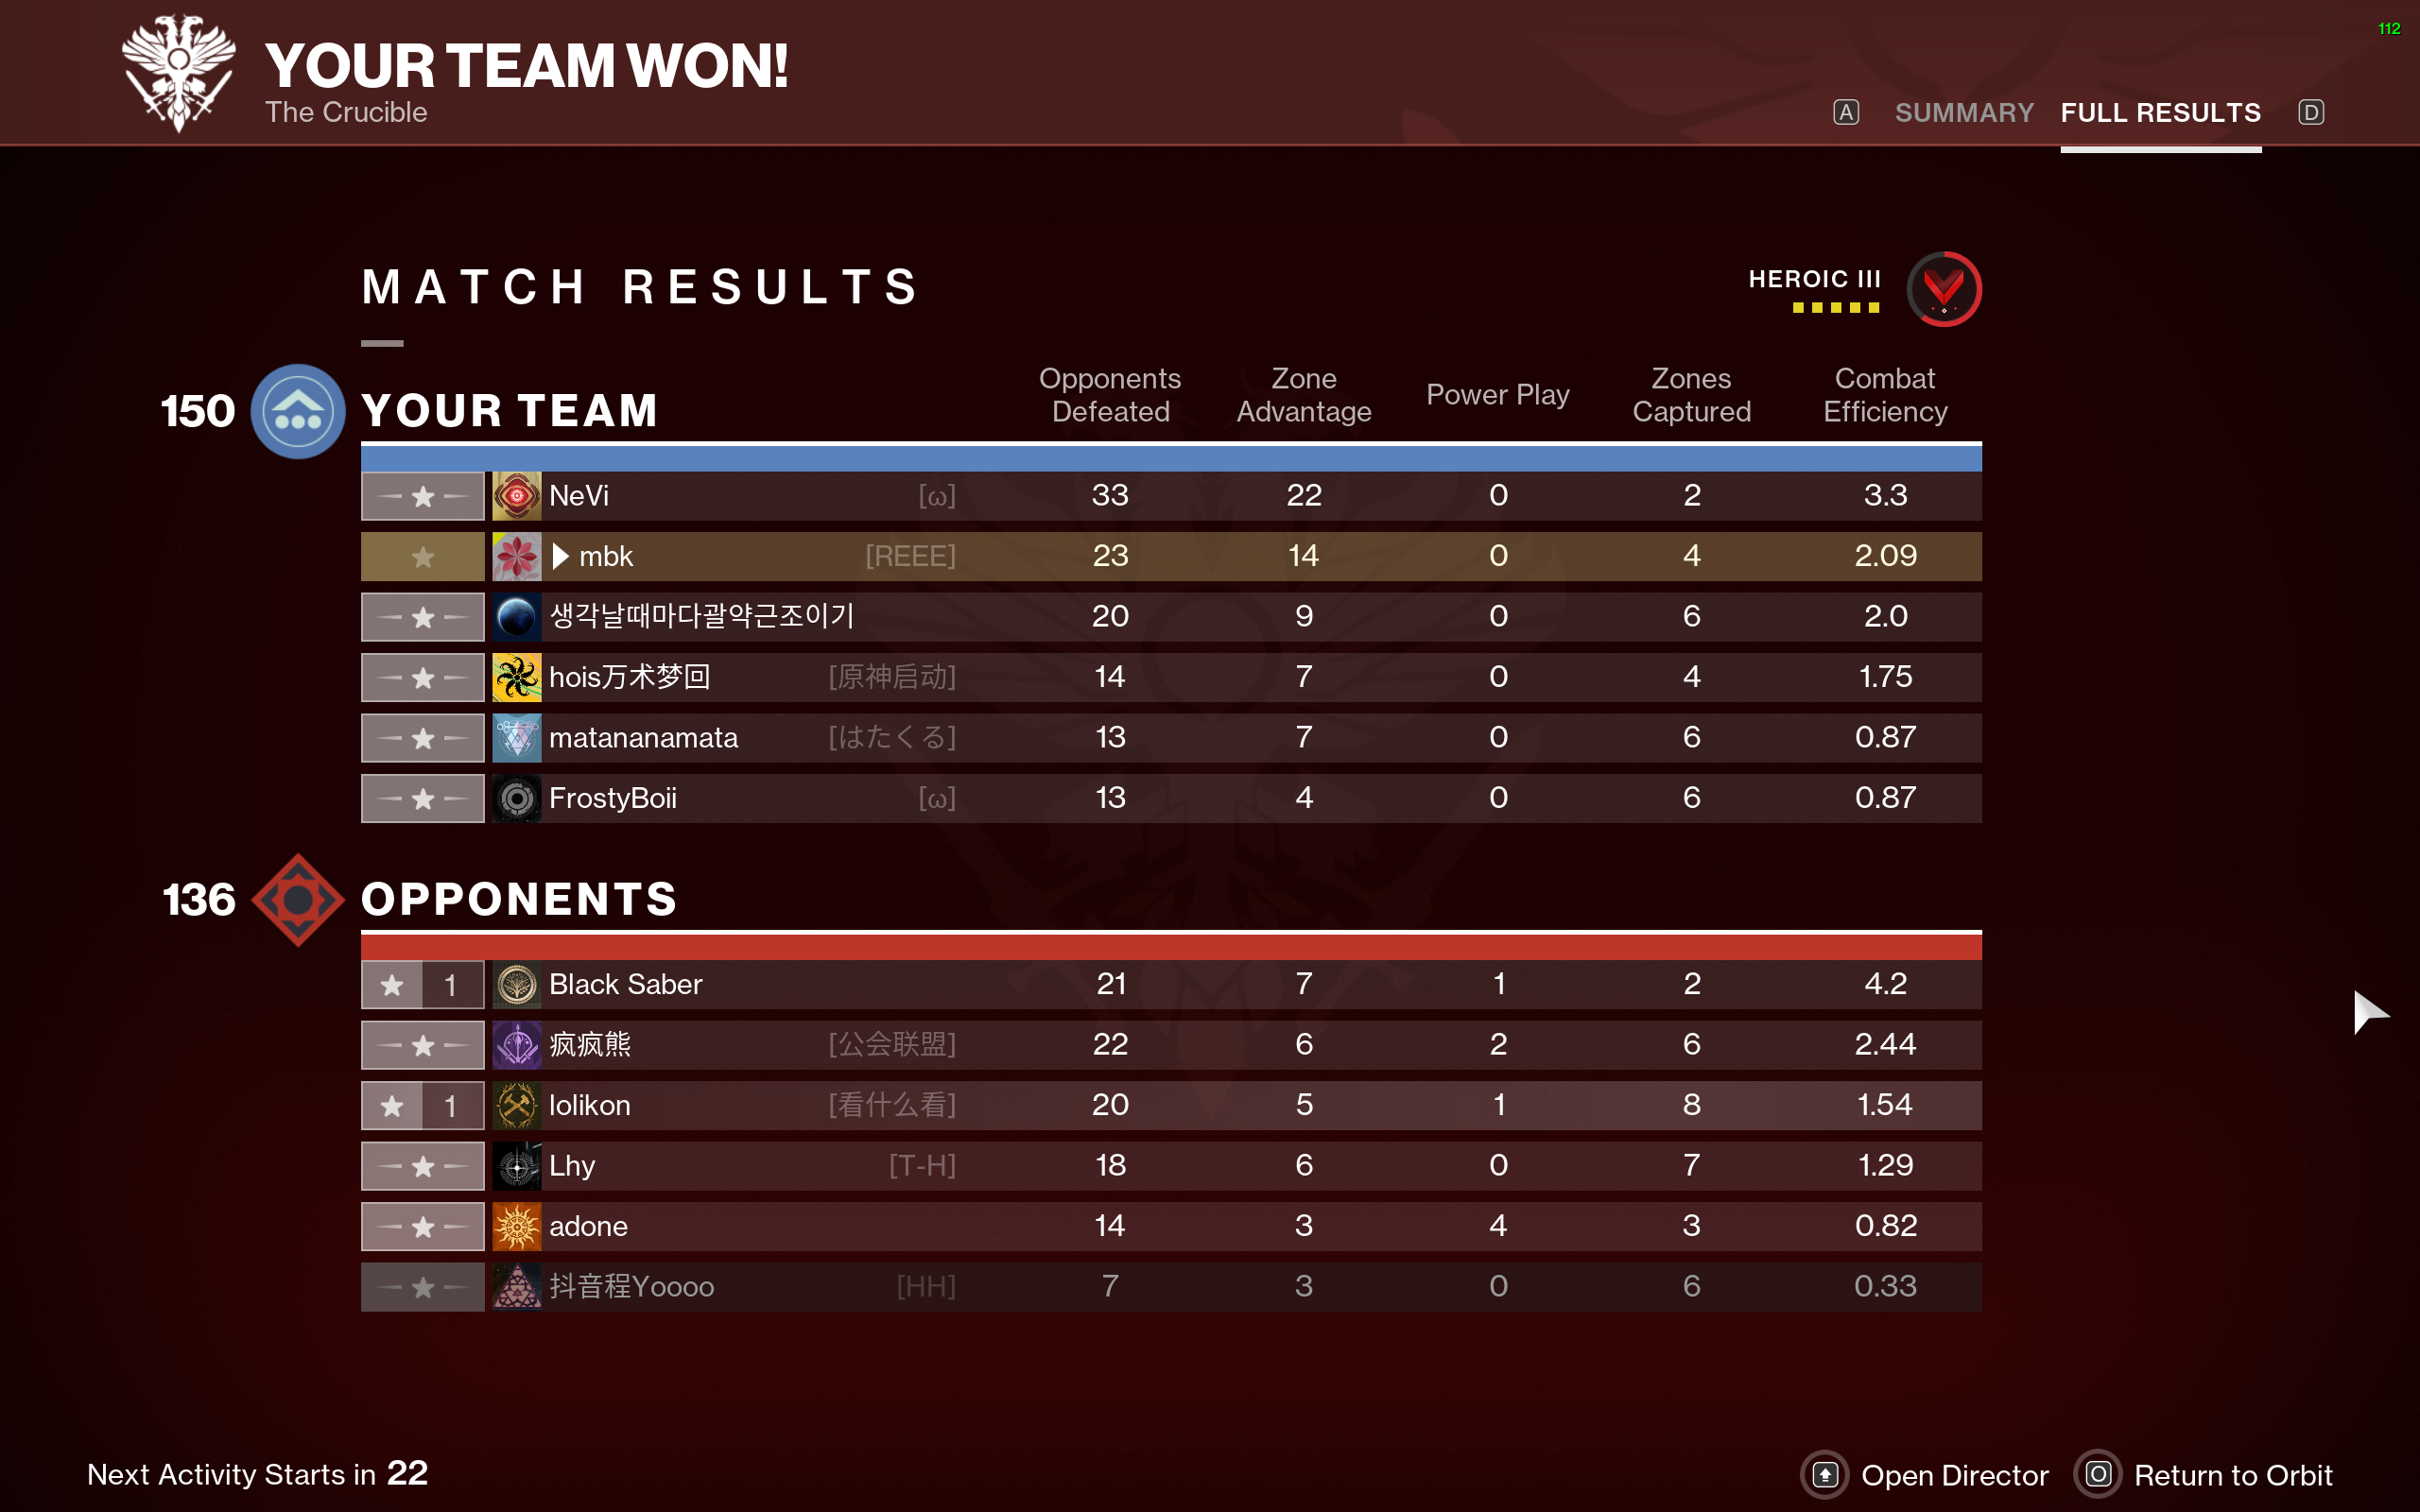 112
YOUR TEAM WON!
The Crucible
A SUMMARY FULL RESULTS D
MATCH RESULTS
HEROIC III
150 YOUR TEAM
Opponents Defeated Zone Advantage Power Play Zones Captured Combat Efficiency
NeVi [ω] 33 22 0 2 3.3
mbk [REEE] 23 14 0 4 2.09
생각날때마다괄약근조이기 20 9 0 6 2.0
hois万术梦回 [原神启动] 14 7 0 4 1.75
matananamata [はたくる] 13 7 0 6 0.87
FrostyBoii [ω] 13 4 0 6 0.87
136 OPPONENTS
1 Black Saber 21 7 1 2 4.2
疯疯熊 [公会联盟] 22 6 2 6 2.44
1 lolikon [看什么看] 20 5 1 8 1.54
Lhy [T-H] 18 6 0 7 1.29
adone 14 3 4 3 0.82
抖音程Yoooo [HH] 7 3 0 6 0.33
Next Activity Starts in 22
Open Director O Return to Orbit